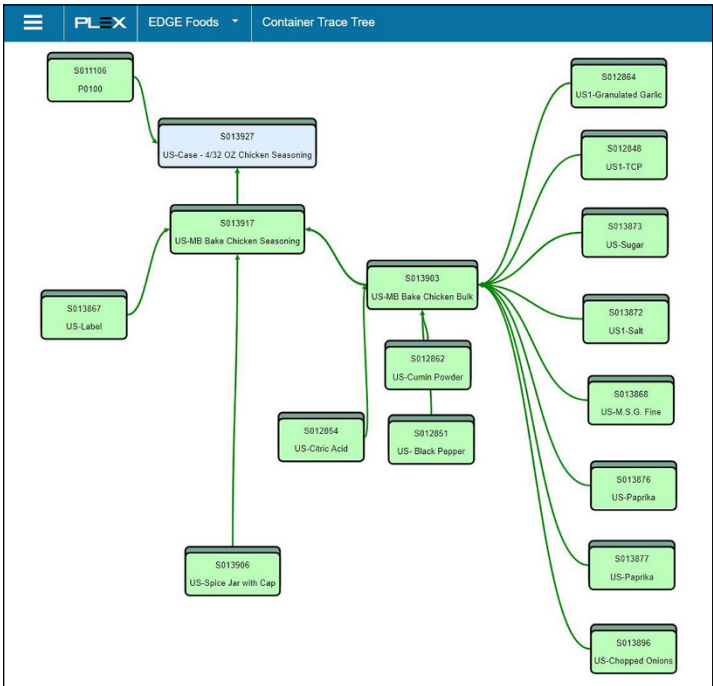 PLEX
EDGE Foods
Container Trace Tree
S011106
P0100
S013927
US-Case - 4/32 OZ Chicken Seasoning
S013917
US-MB Bake Chicken Seasoning
S013867
US-Label
S013903
US-MB Bake Chicken Bulk
S012862
US-Cumin Powder
S012854
US-Citric Acid
S012851
US- Black Pepper
S013906
US-Spice Jar with Cap
S012864
US1-Granulated Garlic
S012848
US1-TCP
S013873
US-Sugar
S013872
US1-Salt
S013868
US-M.S.G. Fine
S013876
US-Paprika
S013877
US-Paprika
S013896
US-Chopped Onions